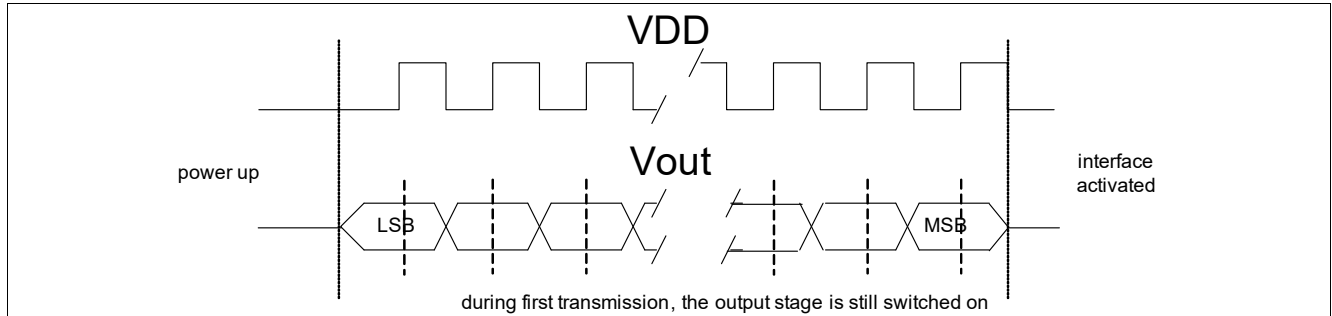 VDD
power up
Vout
interface
activated
LSB
MSB
during first transmission, the output stage is still switched on